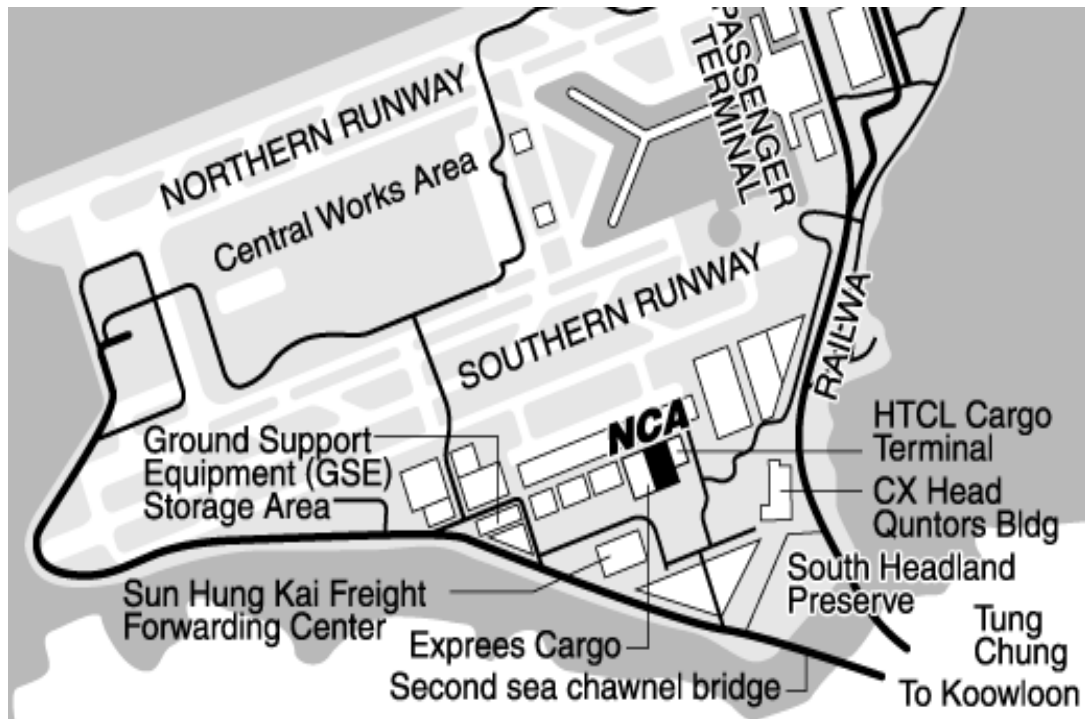 PASSENGER
TERMINAL
NORTHERN RUNWAY
Central Works Area
SOUTHERN RUNWAY
RAILWA
NCA
HTCL Cargo
Terminal
Ground Support
Equipment (GSE)
Storage Area
CX Head
Quntors Bldg
South Headland
Preserve
Sun Hung Kai Freight
Forwarding Center
Tung
Chung
Exprees Cargo
Second sea chawnel bridge
To Koowloon